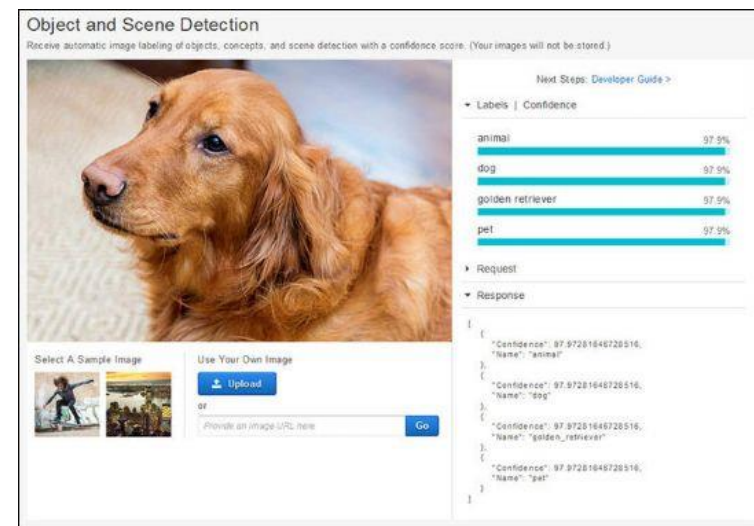 Object and Scene Detection
Receive automatic image labeling of objects, concepts, and scene detection with a confidence score. (Your images will not be stored.)
Next Steps: Developer Guide >
Labels | Confidence
animal 97.9%
dog 97.9%
golden retriever 97.9%
pet 97.9%
Request
Response
[
{
"Confidence": 97.97281646728516,
"Name": "animal"
},
{
"Confidence": 97.97281646728516,
"Name": "dog"
},
{
"Confidence": 97.97281646728516,
"Name": "golden_retriever"
},
{
"Confidence": 97.97281646728516,
"Name": "pet"
}
]
Select A Sample Image
Use Your Own Image
Upload
or
Provide an image URL here
Go